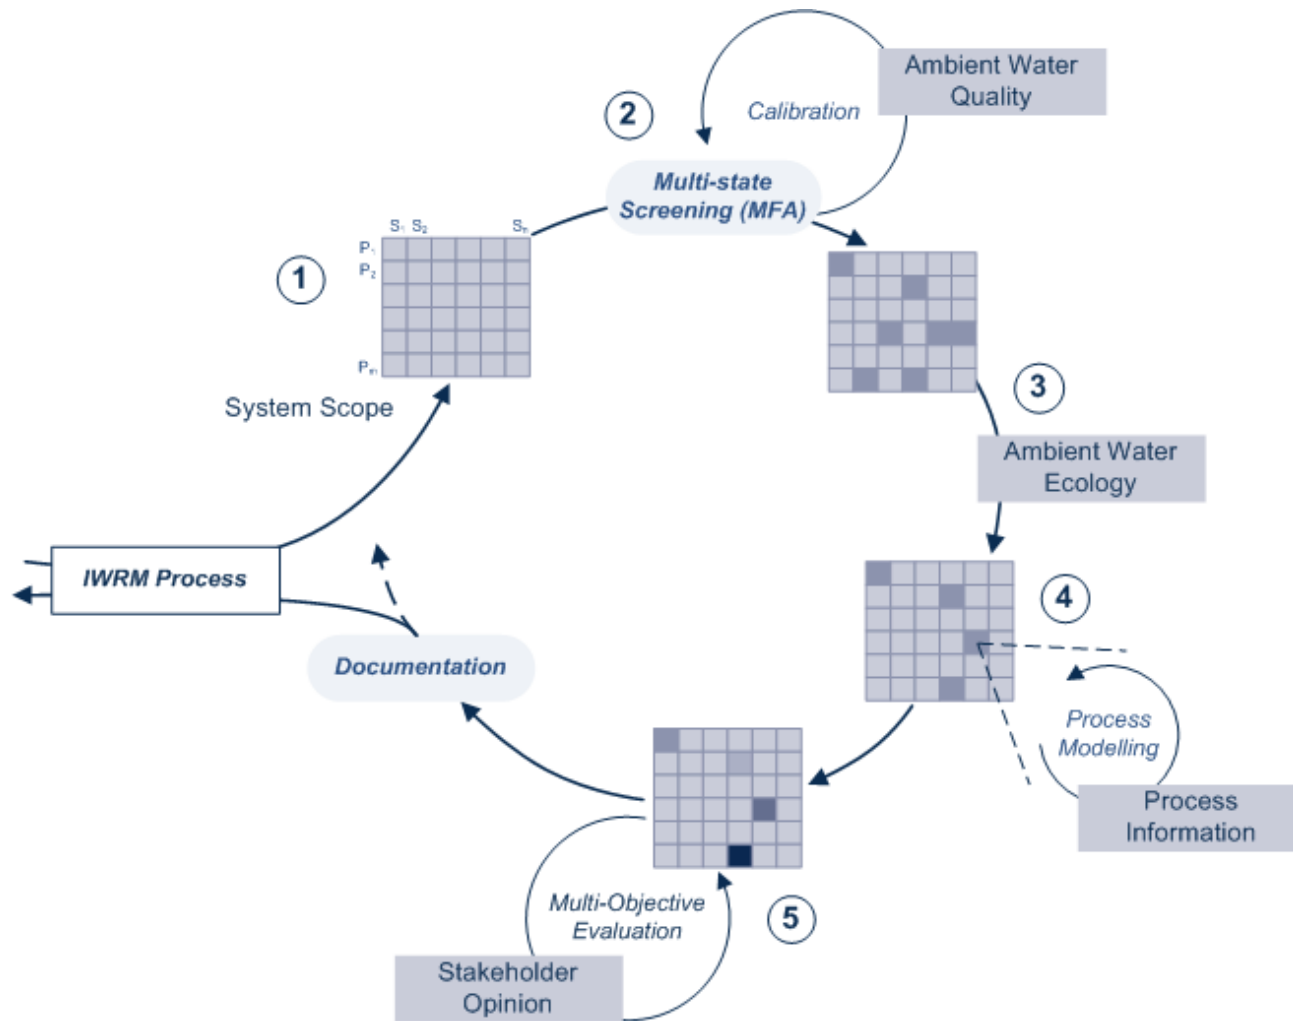 Ambient Water
Quality
2
Calibration
Multi-state
Screening (MFA)
S1 S2 Sn
P1
P2
Pm
1
System Scope
3
Ambient Water
Ecology
IWRM Process
4
Documentation
Process
Modelling
Process
Information
Multi-Objective
Evaluation
5
Stakeholder
Opinion